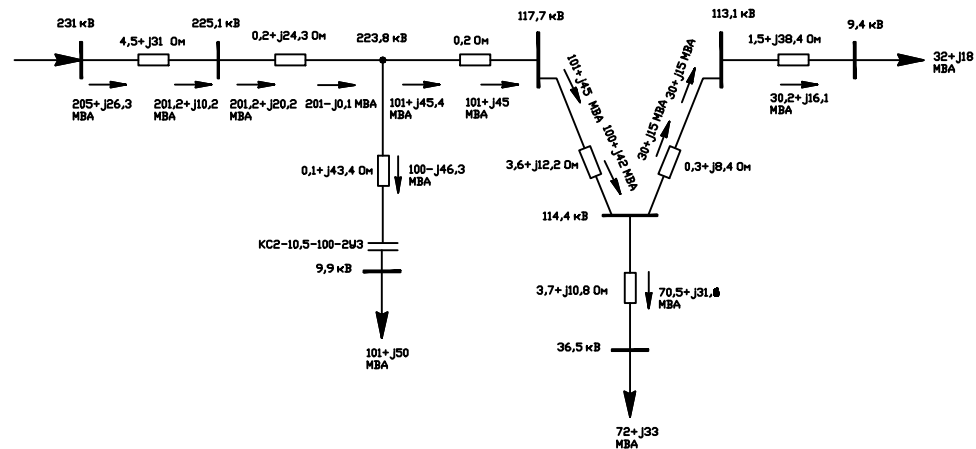 231 кВ
4,5+j31 Ом
225,1 кВ
0,2+j24,3 Ом
223,8 кВ
0,2 Ом
117,7 кВ
113,1 кВ
1,5+j38,4 Ом
9,4 кВ
205+j26,3
МВА
201,2+j10,2
МВА
201,2+j20,2
МВА
201-j0,1 МВА
101+j45,4
МВА
101+j45
МВА
101+j45 МВА
100+j42 МВА
30+j15 МВА
30+j15 МВА
30,2+j16,1
МВА
32+j18
МВА
0,1+j43,4 Ом
100-j46,3
МВА
3,6+j12,2 Ом
0,3+j8,4 Ом
114,4 кВ
КС2-10,5-100-2У3
9,9 кВ
3,7+j10,8 Ом
70,5+j31,6
МВА
101+j50
МВА
36,5 кВ
72+j33
МВА